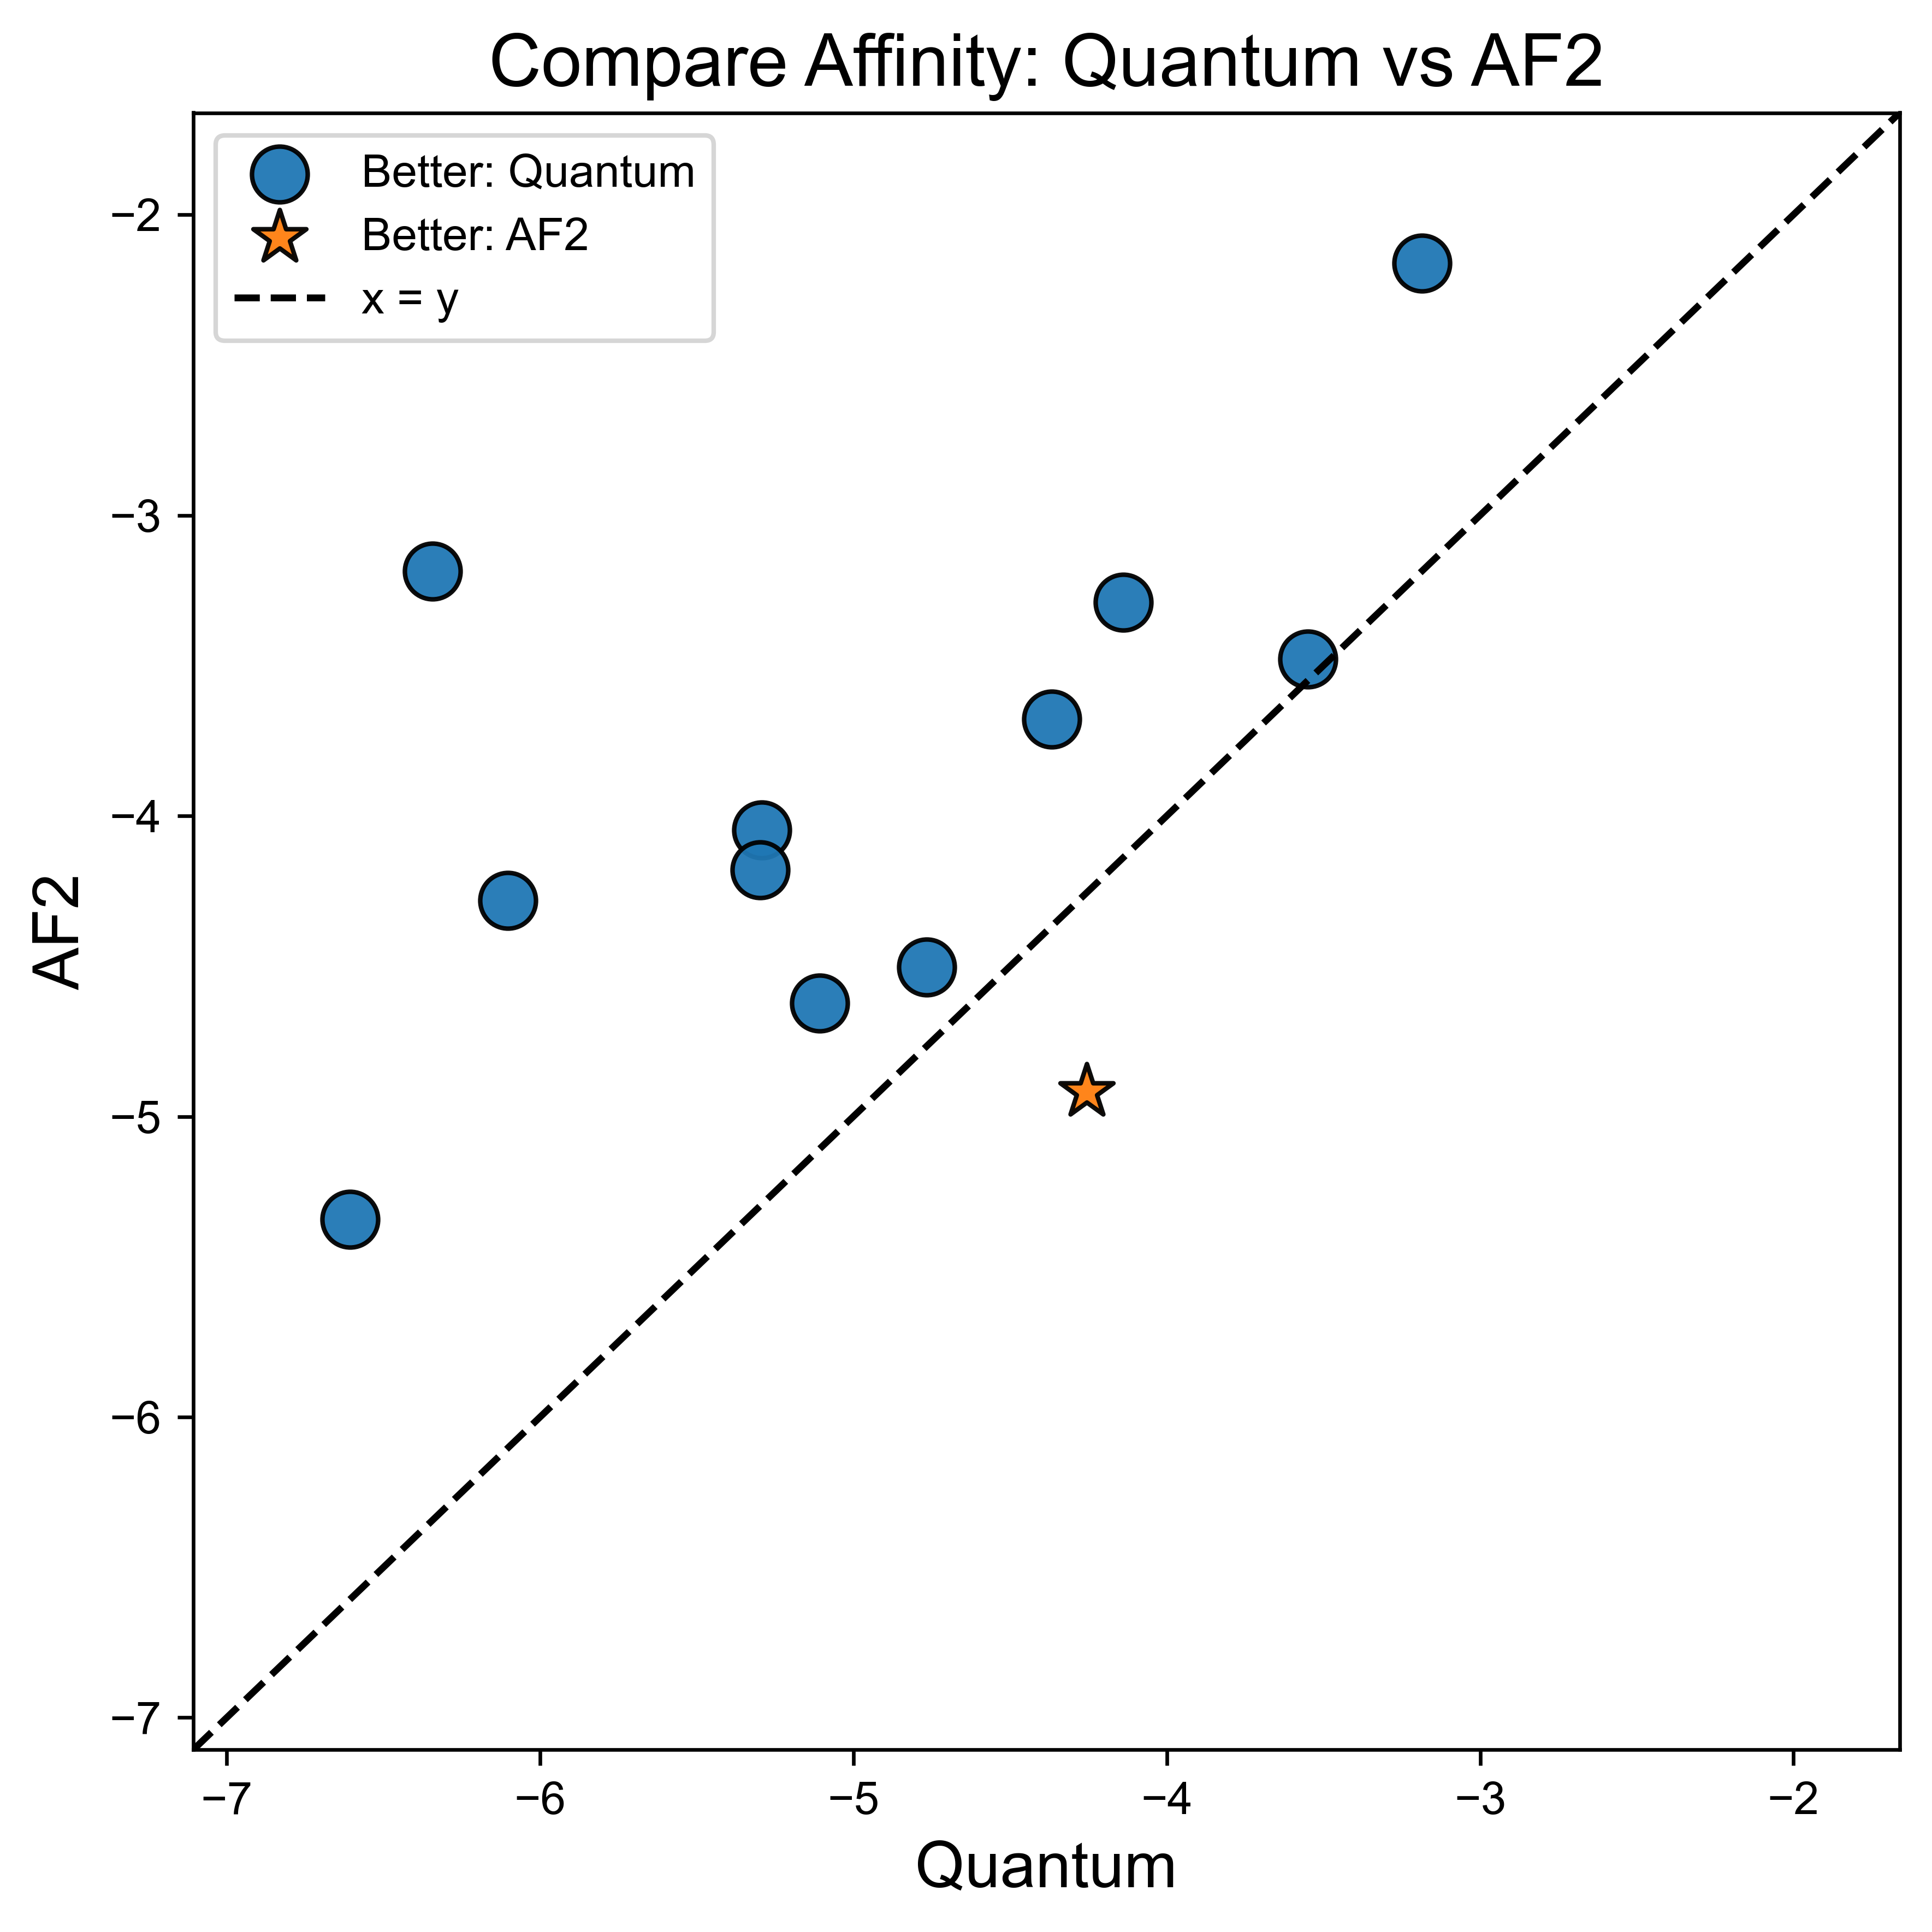 Compare Affinity: Quantum vs AF2
Better: Quantum
Better: AF2
x = y
−2
−3
−4
−5
−6
−7
AF2
−7 −6 −5 −4 −3 −2
Quantum